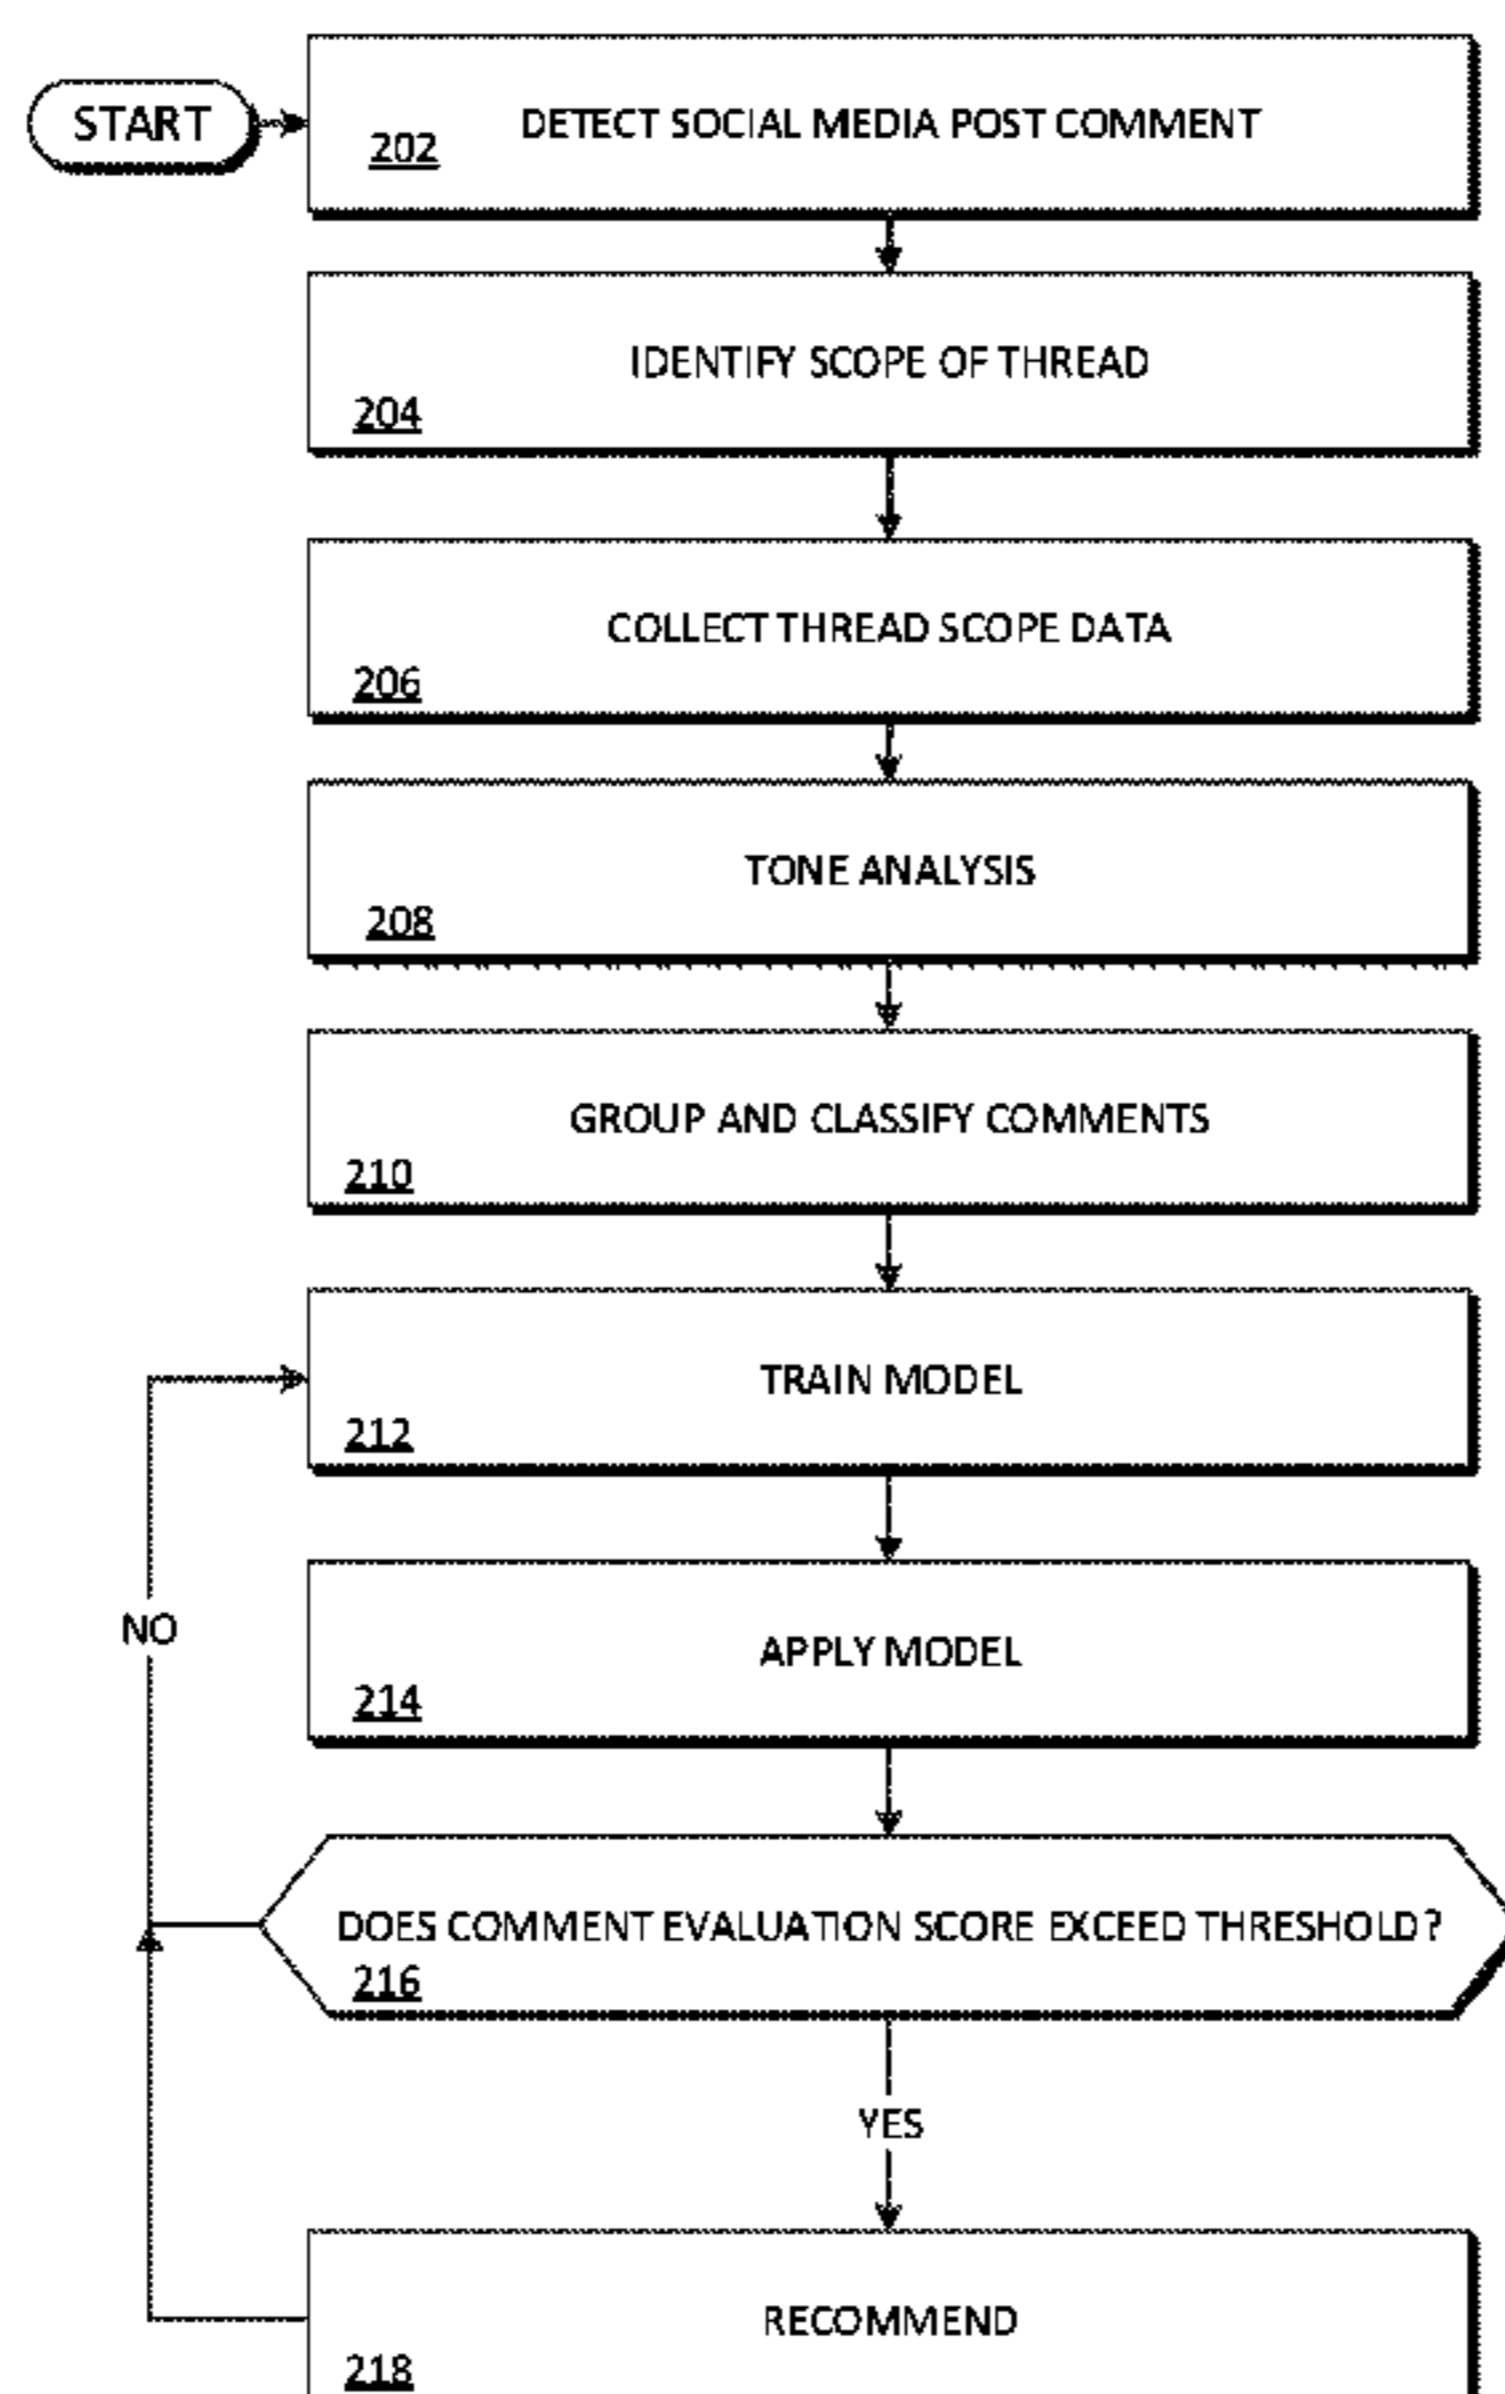 START
DETECT SOCIAL MEDIA POST COMMENT
202
IDENTIFY SCOPE OF THREAD
204
COLLECT THREAD SCOPE DATA
206
TONE ANALYSIS
208
GROUP AND CLASSIFY COMMENTS
210
TRAIN MODEL
212
NO
APPLY MODEL
214
DOES COMMENT EVALUATION SCORE EXCEED THRESHOLD?
216
YES
RECOMMEND
218